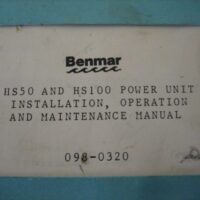 Benmar
HS50 AND HS100 POWER UNIT
INSTALLATION, OPERATION
AND MAINTENANCE MANUAL
098-0320